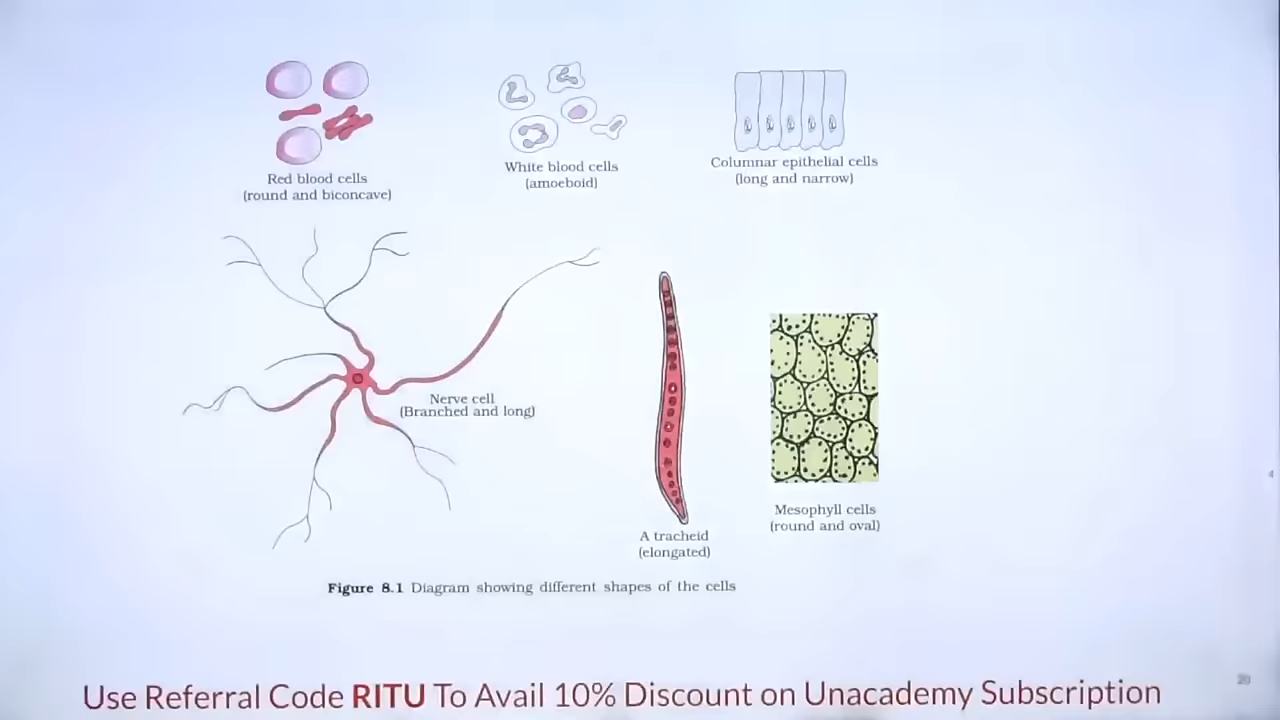 Red blood cells
(round and biconcave)
White blood cells
(amoeboid)
Columnar epithelial cells
(long and narrow)
Nerve cell
(Branched and long)
A tracheid
(elongated)
Mesophyll cells
(round and oval)
Figure 8.1 Diagram showing different shapes of the cells
Use Referral Code RITU To Avail 10% Discount on Unacademy Subscription